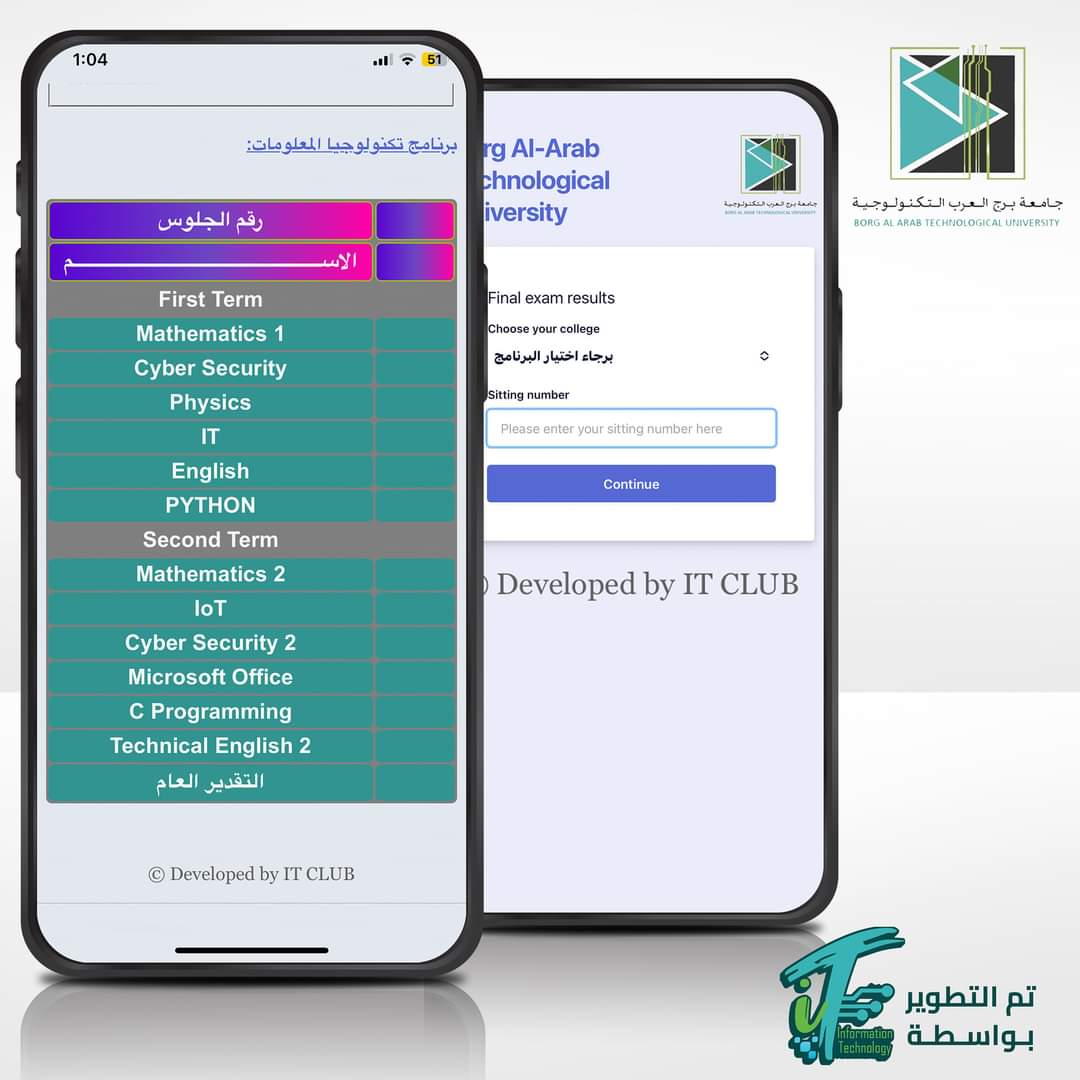 1:04
51
برنامج تكنولوجيا المعلومات:
رقم الجلوس
الاســـــــــــــــــــــــــــــــــم
First Term
Mathematics 1
Cyber Security
Physics
IT
English
PYTHON
Second Term
Mathematics 2
IoT
Cyber Security 2
Microsoft Office
C Programming
Technical English 2
التقدير العام
© Developed by IT CLUB
rg Al-Arab
chnological
iversity
جامعة برج العرب التكنولوجية
BORG AL ARAB TECHNOLOGICAL UNIVERSITY
Final exam results
Choose your college
برجاء اختيار البرنامج
Sitting number
Please enter your sitting number here
Continue
© Developed by IT CLUB
جامعة برج العرب التكنولوجية
BORG AL ARAB TECHNOLOGICAL UNIVERSITY
iT
Information
Technology
تم التطوير
بواسطة